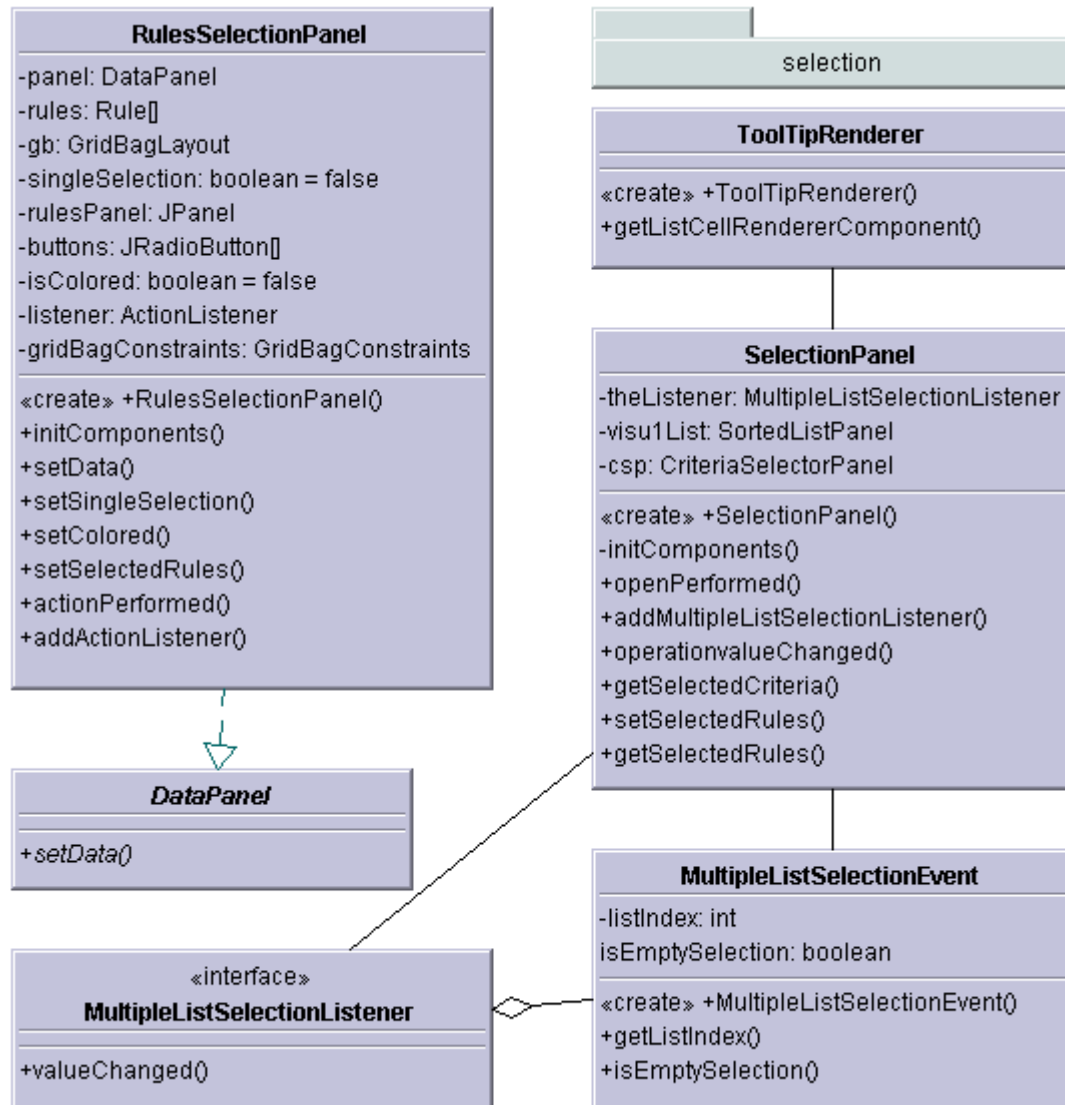 RulesSelectionPanel
-panel: DataPanel
-rules: Rule[]
-gb: GridBagLayout
-singleSelection: boolean = false
-rulesPanel: JPanel
-buttons: JRadioButton[]
-isColored: boolean = false
-listener: ActionListener
-gridBagConstraints: GridBagConstraints
«create» +RulesSelectionPanel()
+initComponents()
+setData()
+setSingleSelection()
+setColored()
+setSelectedRules()
+actionPerformed()
+addActionListener()
DataPanel
+setData()
«interface»
MultipleListSelectionListener
+valueChanged()
selection
ToolTipRenderer
«create» +ToolTipRenderer()
+getListCellRendererComponent()
SelectionPanel
-theListener: MultipleListSelectionListener
-visu1List: SortedListPanel
-csp: CriteriaSelectorPanel
«create» +SelectionPanel()
-initComponents()
+openPerformed()
+addMultipleListSelectionListener()
+operationvalueChanged()
+getSelectedCriteria()
+setSelectedRules()
+getSelectedRules()
MultipleListSelectionEvent
-listIndex: int
isEmptySelection: boolean
«create» +MultipleListSelectionEvent()
+getListIndex()
+isEmptySelection()